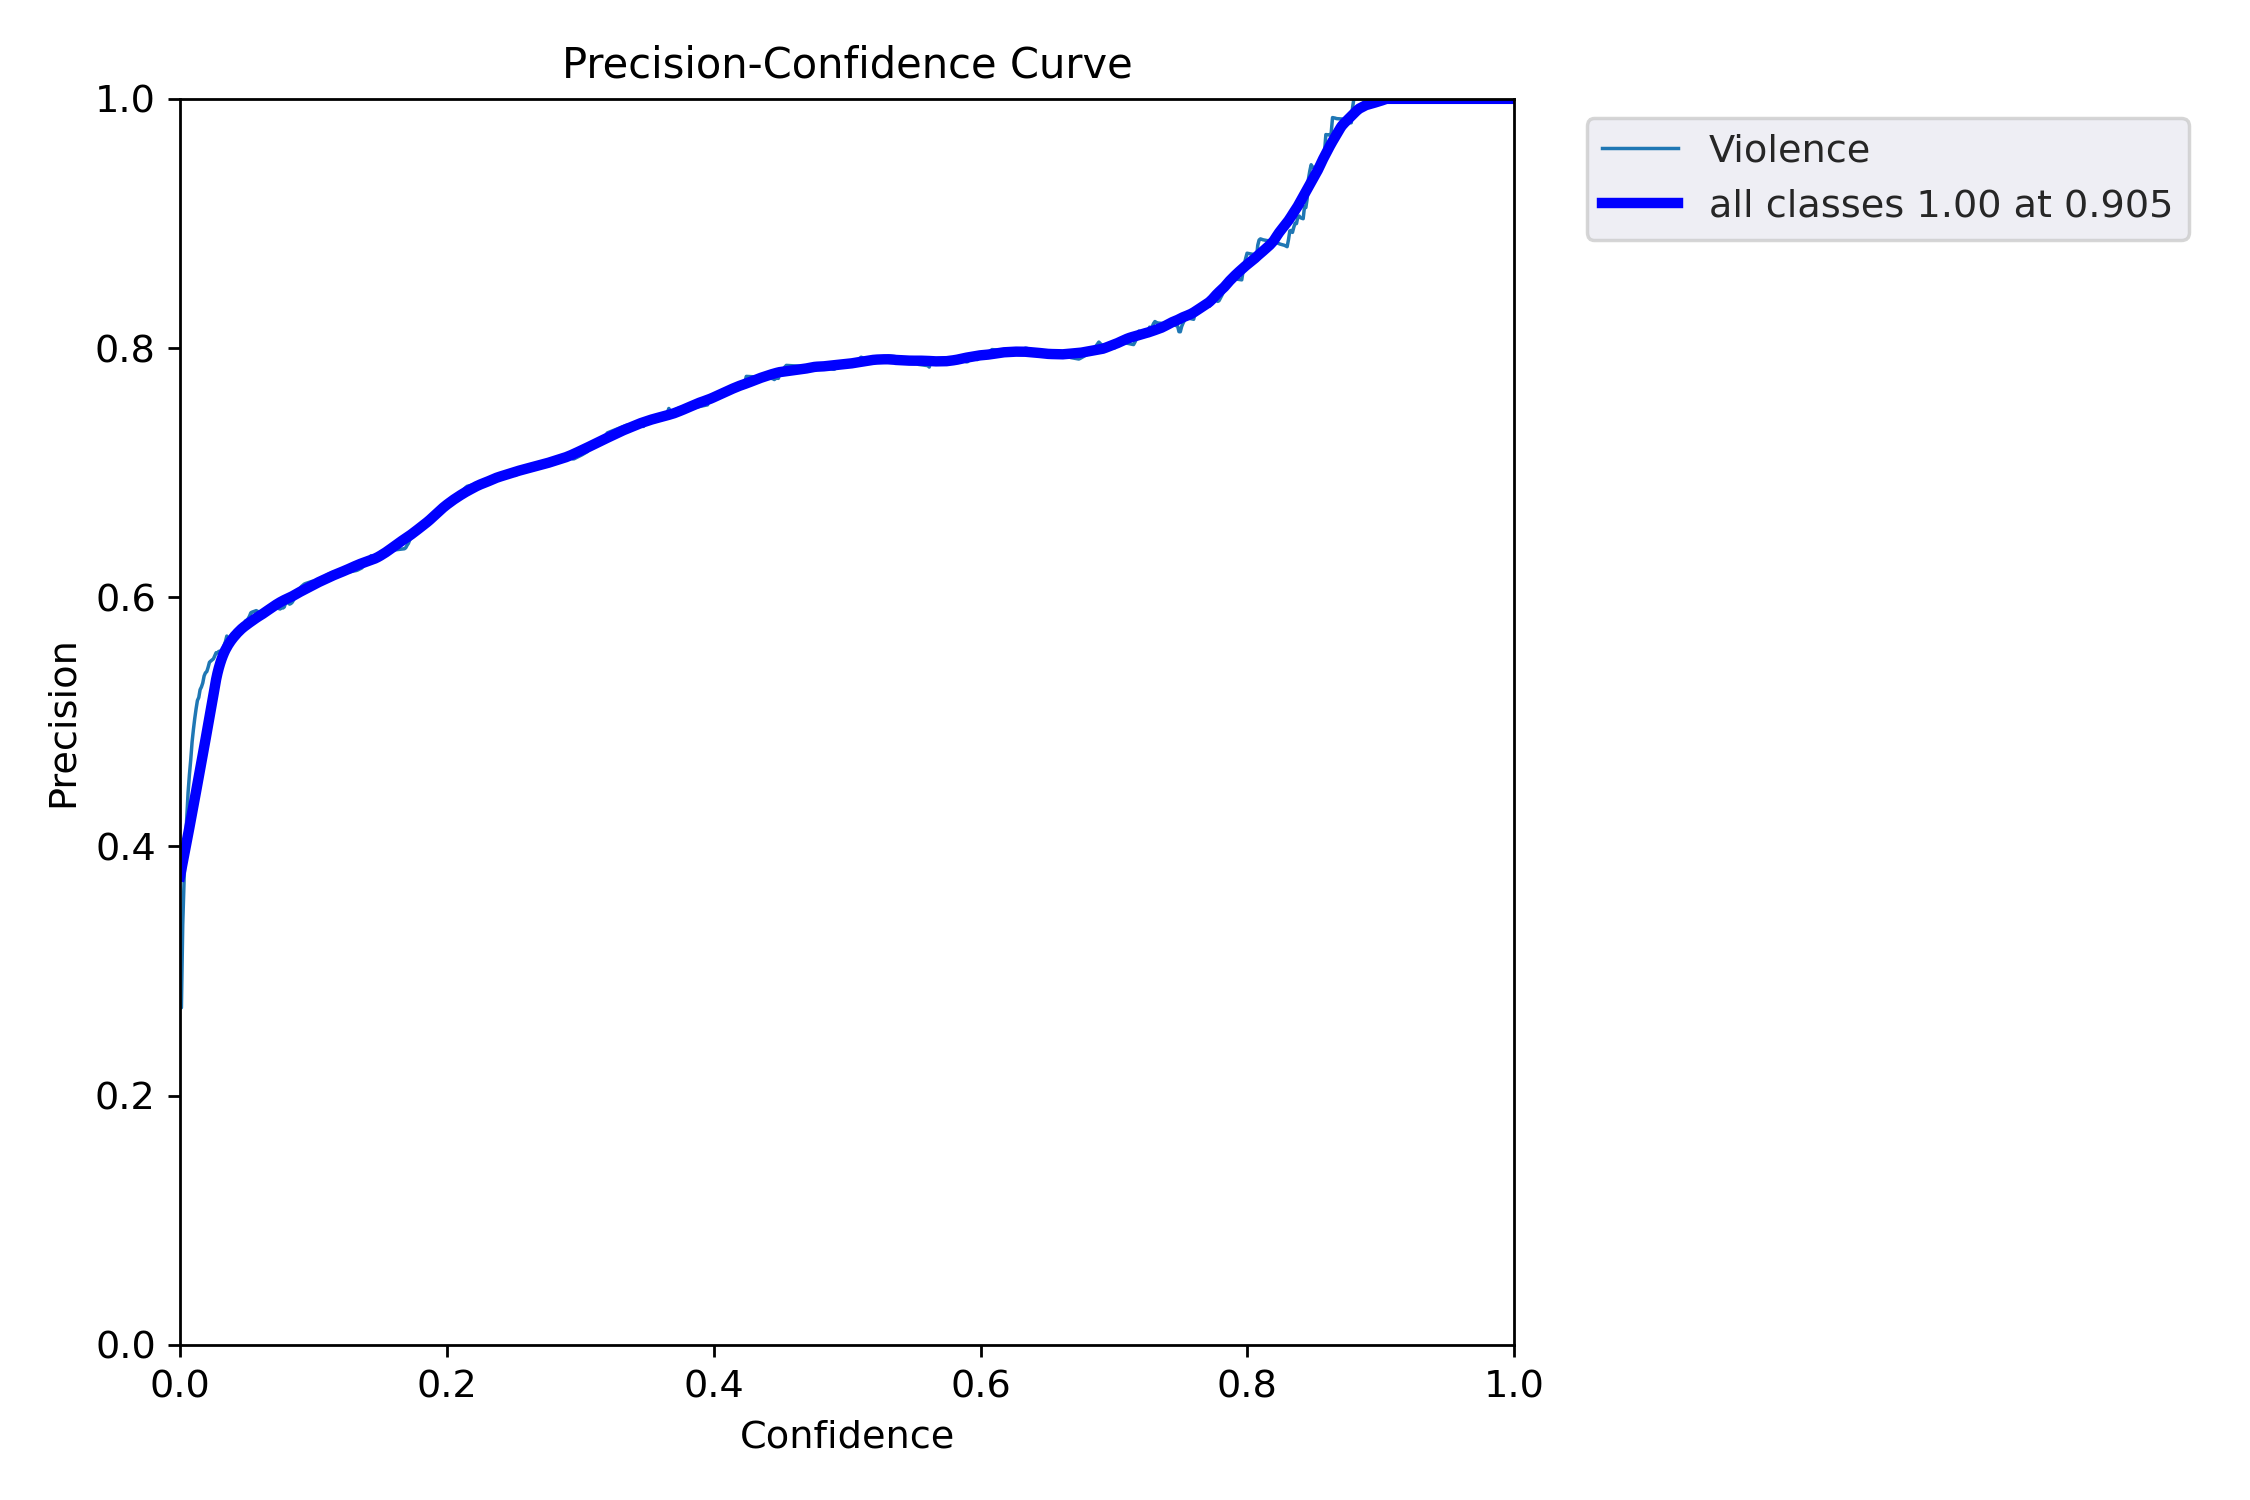 Precision-Confidence Curve
1.0
0.8
0.6
0.4
0.2
0.0
Precision
0.0 0.2 0.4 0.6 0.8 1.0
Confidence
Violence
all classes 1.00 at 0.905